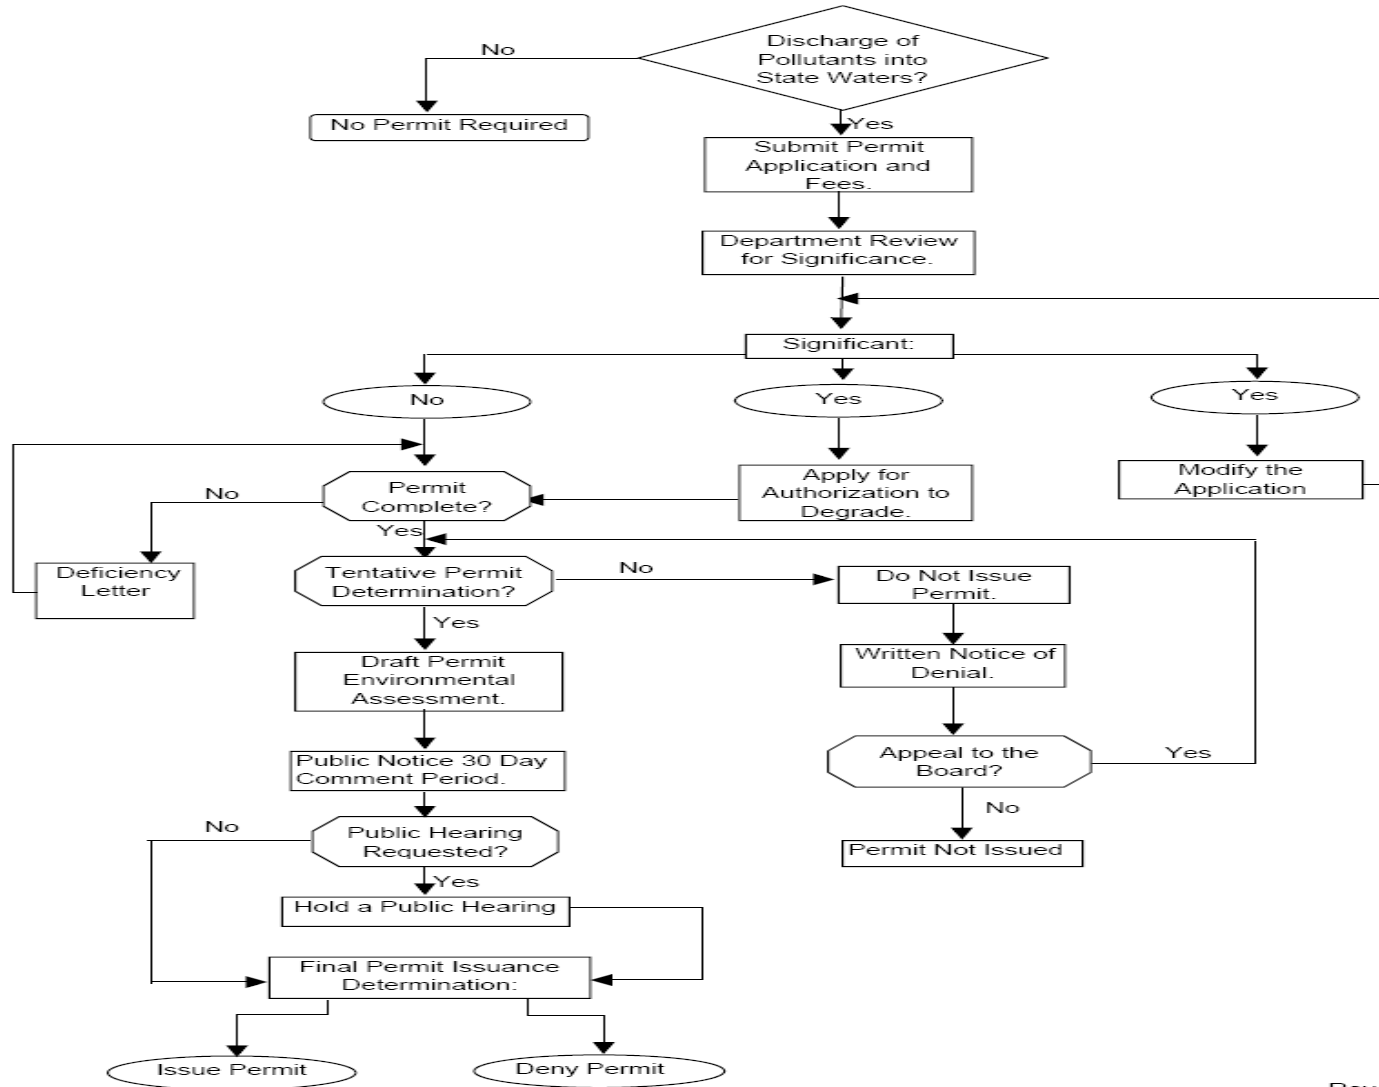 Discharge of
Pollutants into
State Waters?
No
No Permit Required
Yes
Submit Permit
Application and
Fees.
Department Review
for Significance.
Significant:
No
Yes
Yes
Permit
Complete?
Apply for
Authorization to
Degrade.
Modify the
Application
No
Yes
Deficiency
Letter
Tentative Permit
Determination?
No
Do Not Issue
Permit.
Yes
Written Notice of
Denial.
Draft Permit
Environmental
Assessment.
Appeal to the
Board?
Yes
Public Notice 30 Day
Comment Period.
No
No
Public Hearing
Requested?
Permit Not Issued
Yes
Hold a Public Hearing
Final Permit Issuance
Determination:
Issue Permit
Deny Permit